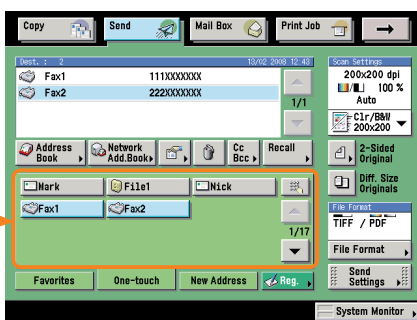 Copy Send Mail Box Print Job
Dest. : 2 13/02 2008 12:43
Fax1 111XXXXXXX
Fax2 222XXXXXXX
1/1
Scan Settings
200x200 dpi
100 %
Auto
Clr/B&W
200x200
Address Book
Network Add.Book
Cc Bcc
Recall
2-Sided Original
Diff. Size Originals
Mark File1 Nick
Fax1 Fax2
1/17
File Format
TIFF / PDF
File Format
Favorites One-touch New Address Reg.
Send Settings
System Monitor